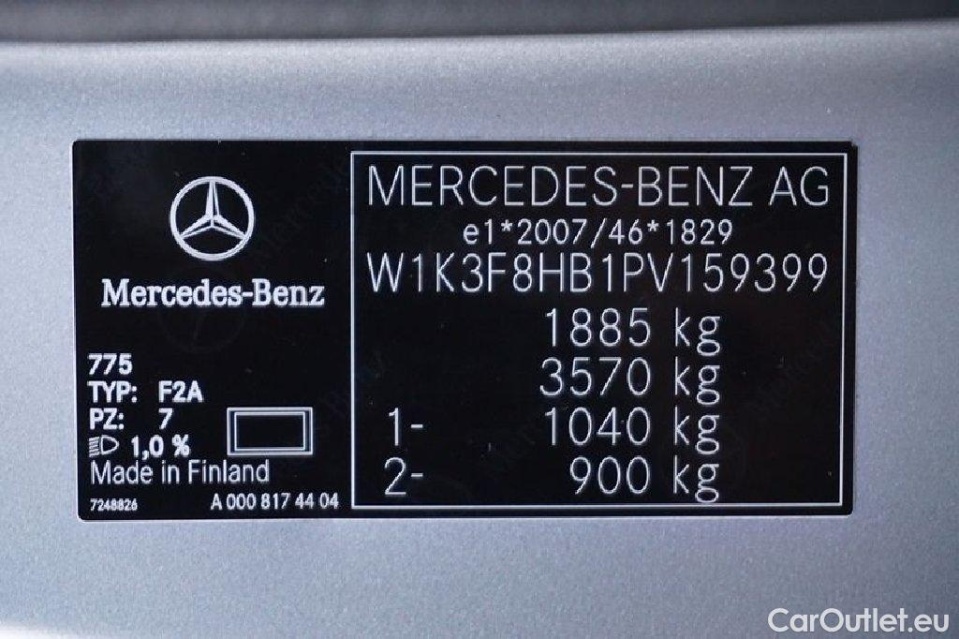 Mercedes-Benz
775
TYP: F2A
PZ: 7
1,0 %
Made in Finland
7248826 A 000 817 44 04
MERCEDES-BENZ AG
e1*2007/46*1829
W1K3F8HB1PV159399
1885 kg
3570 kg
1- 1040 kg
2- 900 kg
CarOutlet.eu